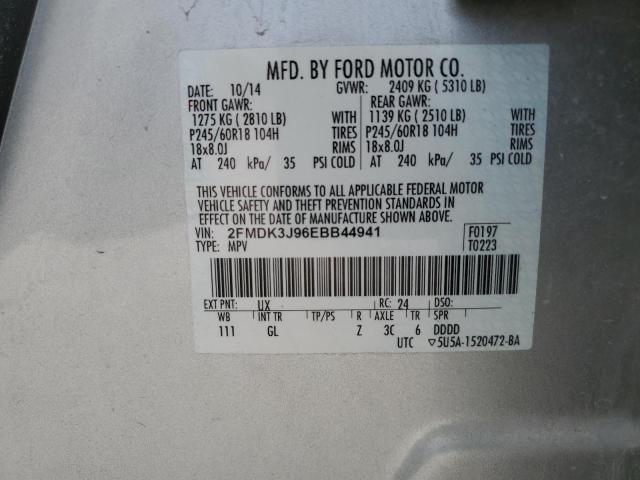 MFD. BY FORD MOTOR CO.
DATE: 10/14 GVWR: 2409 KG ( 5310 LB)
FRONT GAWR: REAR GAWR:
1275 KG ( 2810 LB) WITH 1139 KG ( 2510 LB) WITH
P245/60R18 104H TIRES P245/60R18 104H TIRES
18x8.0J RIMS 18x8.0J RIMS
AT 240 kPa/ 35 PSI COLD AT 240 kPa/ 35 PSI COLD
THIS VEHICLE CONFORMS TO ALL APPLICABLE FEDERAL MOTOR
VEHICLE SAFETY AND THEFT PREVENTION STANDARDS IN
EFFECT ON THE DATE OF MANUFACTURE SHOWN ABOVE.
VIN: 2FMDK3J96EBB44941 F0197
TYPE: MPV T0223
EXT PNT: UX RC: 24 DSO:
WB INT TR TP/PS R AXLE TR SPR
111 GL Z 3C 6 DDDD
UTC ▽5U5A-1520472-BA